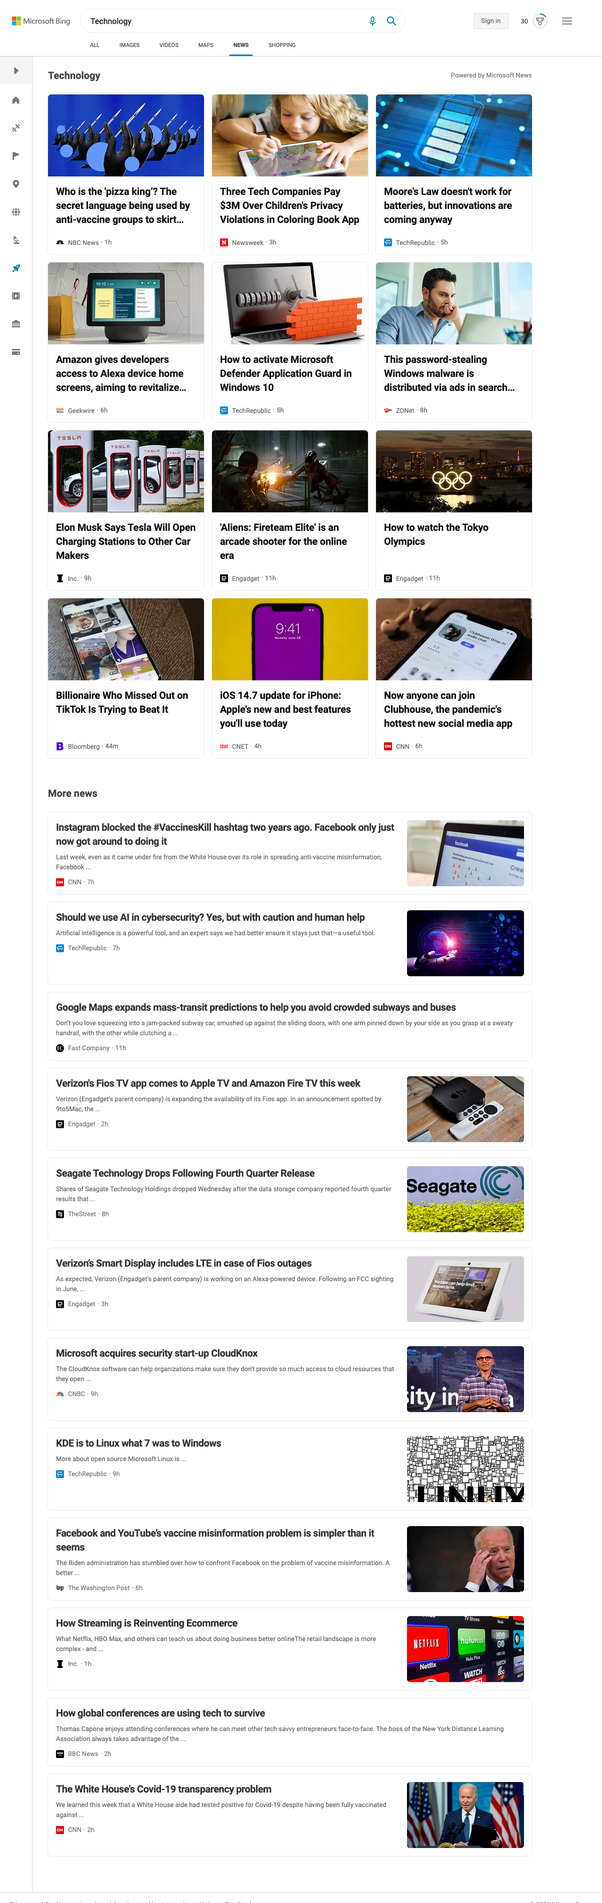 Microsoft Bing
Technology
Sign in
30
ALL
IMAGES
VIDEOS
MAPS
NEWS
SHOPPING
Technology
Powered by Microsoft News
Who is the 'pizza king'? The
secret language being used by
anti-vaccine groups to skirt...
NBC News · 1h
Three Tech Companies Pay
$3M Over Children's Privacy
Violations in Coloring Book App
Newsweek · 3h
Moore's Law doesn't work for
batteries, but innovations are
coming anyway
TechRepublic · 5h
Amazon gives developers
access to Alexa device home
screens, aiming to revitalize...
Geekwire · 6h
How to activate Microsoft
Defender Application Guard in
Windows 10
TechRepublic · 5h
This password-stealing
Windows malware is
distributed via ads in search...
ZDNet · 8h
TESLA
TESLA
Elon Musk Says Tesla Will Open
Charging Stations to Other Car
Makers
Inc. · 9h
'Aliens: Fireteam Elite' is an
arcade shooter for the online
era
Engadget · 11h
How to watch the Tokyo
Olympics
Engadget · 11h
Billionaire Who Missed Out on
TikTok Is Trying to Beat It
Bloomberg · 44m
9:41
iOS 14.7 update for iPhone:
Apple's new and best features
you'll use today
CNET · 4h
Now anyone can join
Clubhouse, the pandemic's
hottest new social media app
CNN · 6h
More news
Instagram blocked the #VaccinesKill hashtag two years ago. Facebook only just
now got around to doing it
Last week, even as it came under fire from the White House over its role in spreading anti-vaccine misinformation,
Facebook ...
CNN · 7h
facebook
Should we use AI in cybersecurity? Yes, but with caution and human help
Artificial intelligence is a powerful tool, and an expert says we had better ensure it stays just that—a useful tool.
TechRepublic · 7h
Google Maps expands mass-transit predictions to help you avoid crowded subways and buses
Don't you love squeezing into a jam-packed subway car, smushed up against the sliding doors, with one arm pinned down by your side as you grasp at a sweaty
handrail, with the other while clutching a ...
Fast Company · 11h
Verizon's Fios TV app comes to Apple TV and Amazon Fire TV this week
Verizon (Engadget's parent company) is expanding the availability of its Fios app. In an announcement spotted by
9to5Mac, the ...
Engadget · 2h
Seagate Technology Drops Following Fourth Quarter Release
Shares of Seagate Technology Holdings dropped Wednesday after the data storage company reported fourth quarter
results that ...
TheStreet · 8h
Seagate
Verizon's Smart Display includes LTE in case of Fios outages
As expected, Verizon (Engadget's parent company) is working on an Alexa-powered device. Following an FCC sighting
in June, ...
Engadget · 3h
Microsoft acquires security start-up CloudKnox
The CloudKnox software can help organizations make sure they don't provide so much access to cloud resources that
they open ...
CNBC · 9h
KDE is to Linux what 7 was to Windows
More about open source Microsoft Linux is ...
TechRepublic · 9h
Facebook and YouTube's vaccine misinformation problem is simpler than it
seems
The Biden administration has stumbled over how to confront Facebook on the problem of vaccine misinformation. A
better ...
The Washington Post · 6h
How Streaming is Reinventing Ecommerce
What Netflix, HBO Max, and others can teach us about doing business better onlineThe retail landscape is more
complex - and ...
Inc. · 1h
NETFLIX
Netflix
hulu
Hulu Plus
HBO
GO
WATCH
How global conferences are using tech to survive
Thomas Capone enjoys attending conferences where he can meet other tech-savvy entrepreneurs face-to-face. The boss of the New York Distance Learning
Association always takes advantage of the ...
BBC News · 2h
The White House's Covid-19 transparency problem
We learned this week that a White House aide had tested positive for Covid-19 despite having been fully vaccinated
against ...
CNN · 2h